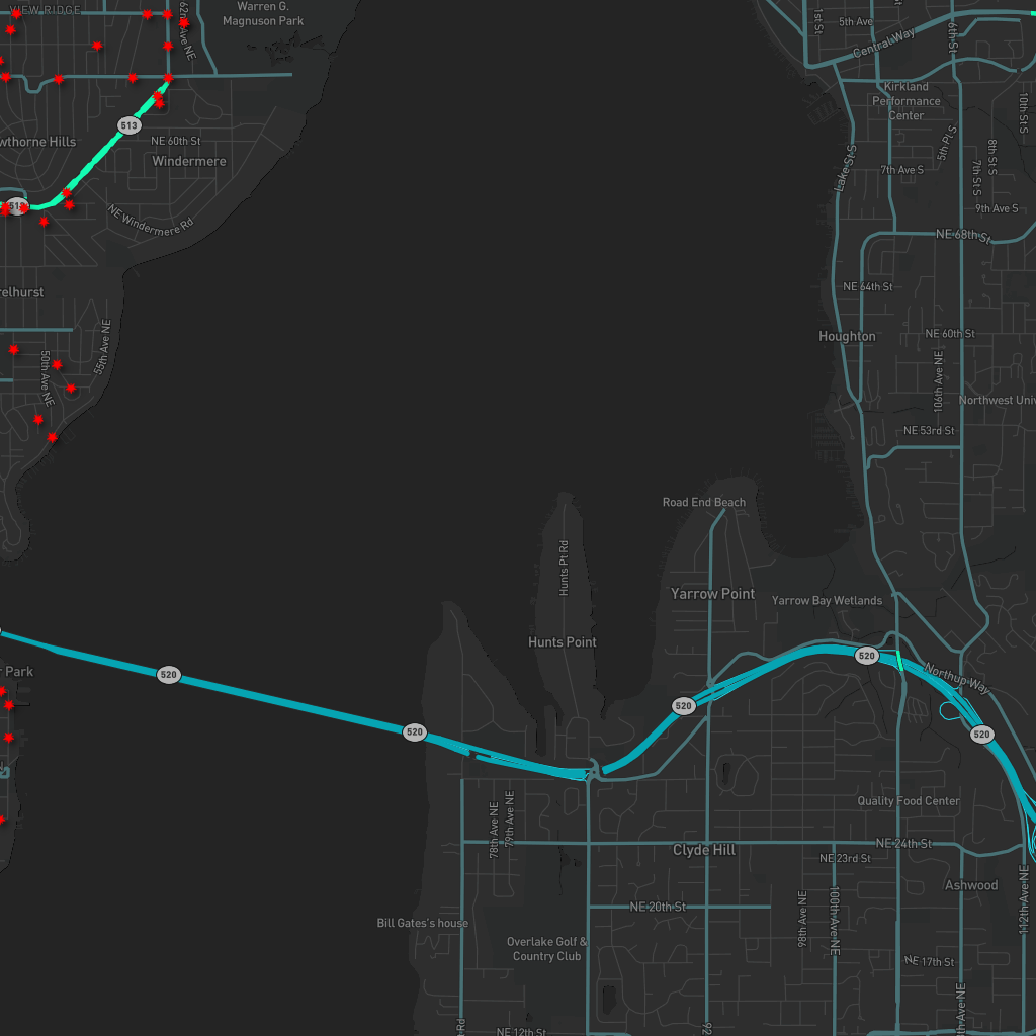 VIEW RIDGE
62nd Ave NE
Warren G.
Magnuson Park
1st St
5th Ave
Central Way
6th St
Kirkland
Performance
Center
10th St S
513
NE 60th St
Windermere
wthorne Hills
Lake St S
5th Pl S
8th St S
7th Ave S
7th St S
9th Ave S
513
NE Windermere Rd
NE 68th St
relhurst
NE 64th St
55th Ave NE
Houghton
NE 60th St
50th Ave NE
106th Ave NE
Northwest Univ
NE 53rd St
Road End Beach
Hunts Pt Rd
Yarrow Point
Yarrow Bay Wetlands
Hunts Point
520
r Park
520
Northup Way
520
520
520
Quality Food Center
78th Ave NE
79th Ave NE
NE 24th St
Clyde Hill
NE 23rd St
Ashwood
112th Ave NE
NE 20th St
98th Ave NE
100th Ave NE
Bill Gates's house
Overlake Golf &
Country Club
NE 17th St
Rd
NE 12th St
92
th Ave NE